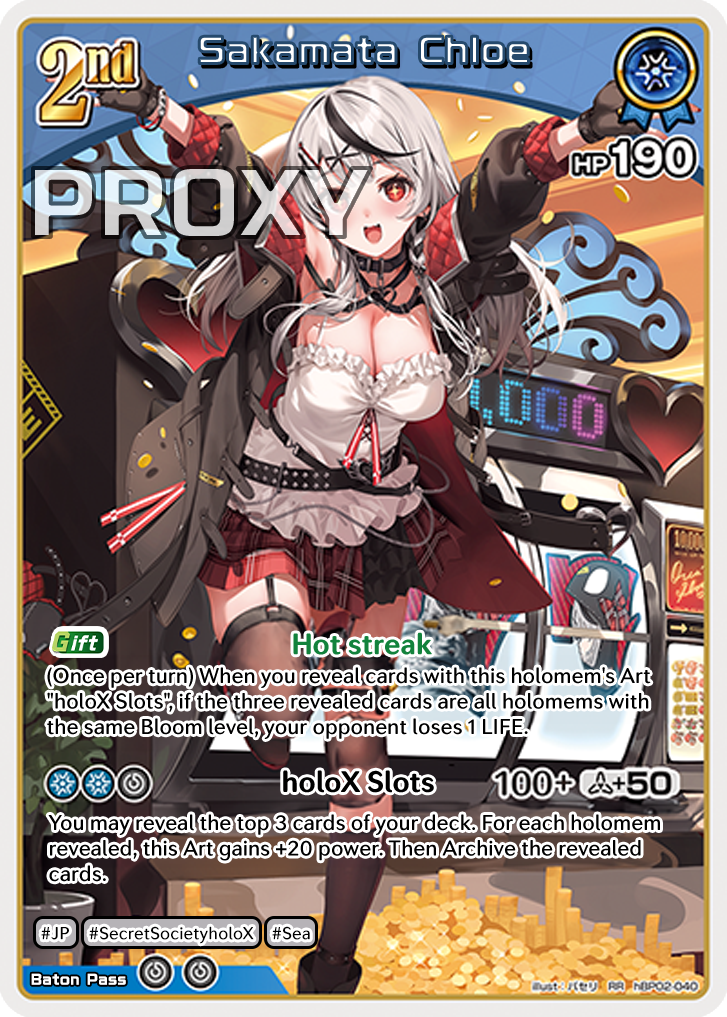 2nd
Sakamata Chloe
HP190
PROXY
,000
Gift
Hot streak
(Once per turn) When you reveal cards with this holomem's Art
"holoX Slots", if the three revealed cards are all holomems with
the same Bloom level, your opponent loses 1 LIFE.
holoX Slots 100+ +50
You may reveal the top 3 cards of your deck. For each holomem
revealed, this Art gains +20 power. Then Archive the revealed
cards.
#JP #SecretSocietyholoX #Sea
Baton Pass
illust：パセリ RR hBP02-040